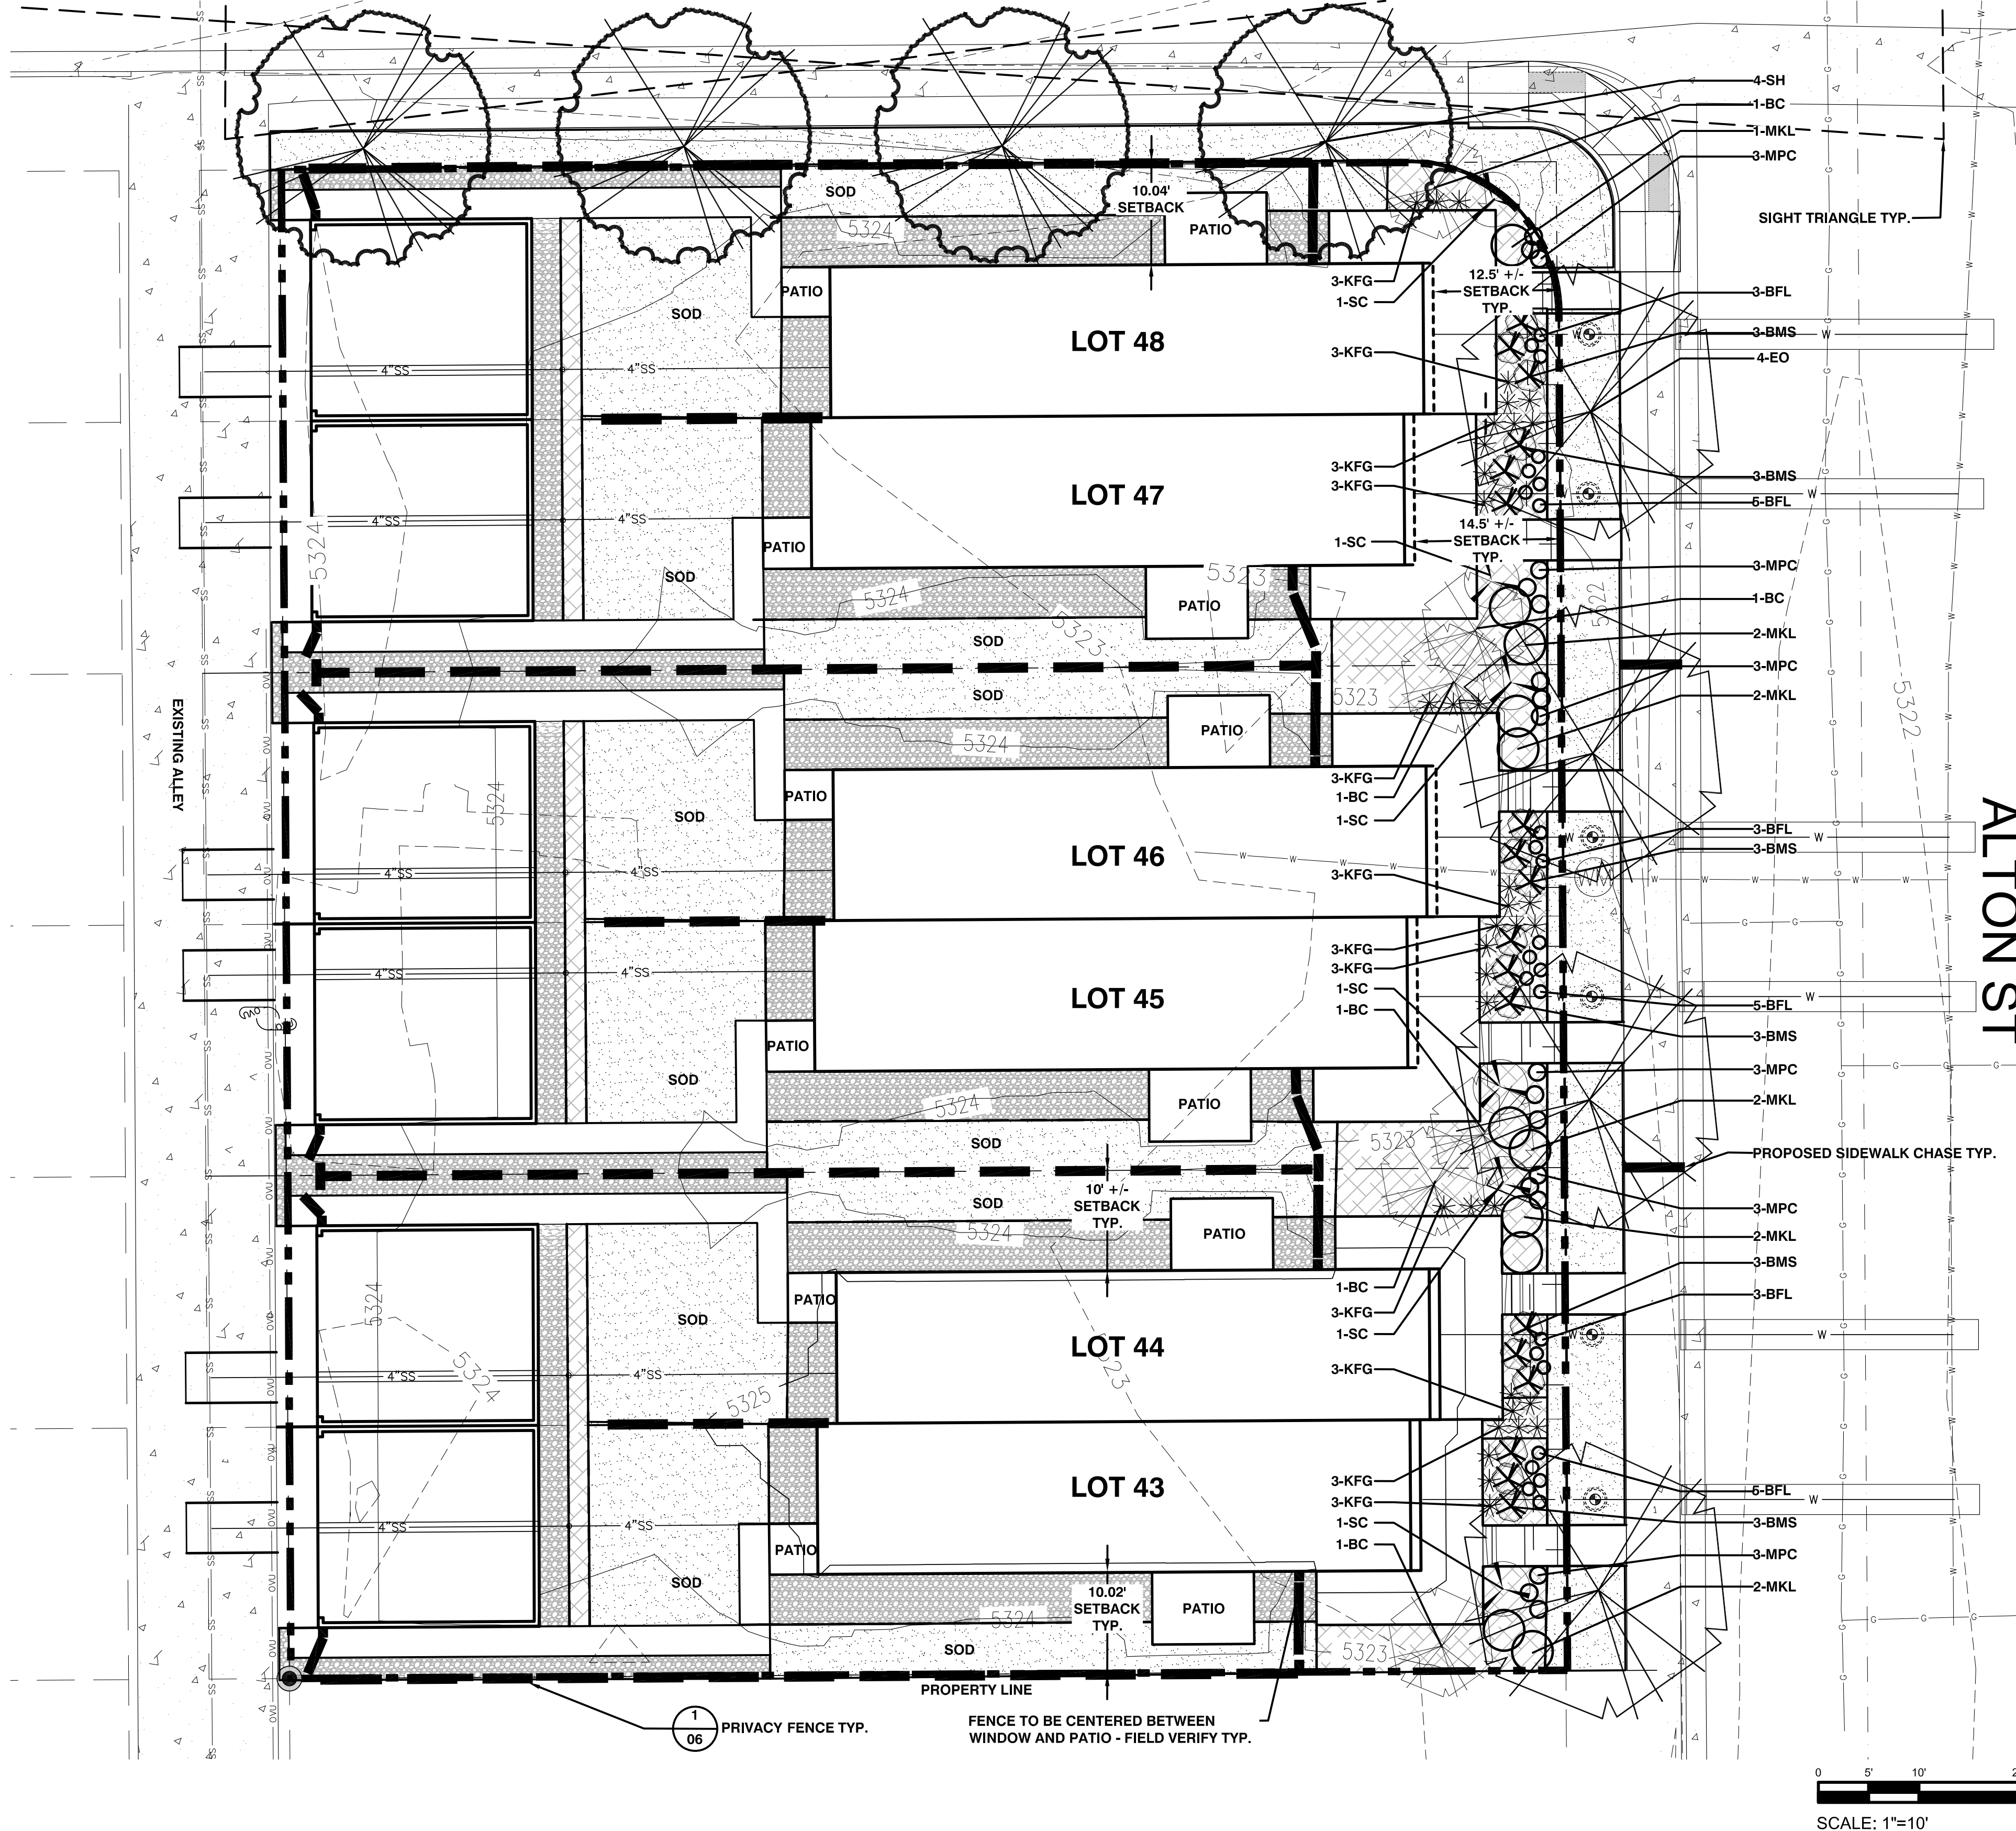 4-SH
1-BC
1-MKL
3-MPC
SIGHT TRIANGLE TYP.
SOD
10.04'
SETBACK
PATIO
5324
3-KFG
1-SC
12.5' +/-
SETBACK
TYP.
3-BFL
3-BMS
4-EO
PATIO
SOD
LOT 48
3-KFG
W
W
4"SS
4"SS
3-KFG
3-KFG
LOT 47
3-BMS
5-BFL
W
4"SS
4"SS
PATIO
SOD
5324
14.5' +/-
SETBACK
TYP.
1-SC
3-MPC
1-BC
2-MKL
3-MPC
2-MKL
5324
5323
5323
5322
PATIO
SOD
SOD
5323
PATIO
5324
5322
EXISTING ALLEY
3-KFG
1-BC
1-SC
PATIO
SOD
5324
LOT 46
3-BFL
3-BMS
3-KFG
W
W
4"SS
4"SS
ALTON ST
3-KFG
3-KFG
1-SC
1-BC
LOT 45
5-BFL
3-BMS
W
4"SS
4"SS
PATIO
SOD
3-MPC
2-MKL
5324
PATIO
SOD
5323
PROPOSED SIDEWALK CHASE TYP.
10' +/-
SETBACK
TYP.
SOD
5324
PATIO
3-MPC
2-MKL
3-BMS
3-BFL
1-BC
3-KFG
1-SC
PATIO
SOD
5324
LOT 44
3-KFG
W
W
5324
4"SS
4"SS
5325
5323
LOT 43
3-KFG
3-KFG
1-SC
1-BC
5-BFL
3-BMS
3-MPC
2-MKL
W
4"SS
4"SS
PATIO
SOD
10.02'
SETBACK
TYP.
5324
PATIO
SOD
5323
PROPERTY LINE
1
06
PRIVACY FENCE TYP.
FENCE TO BE CENTERED BETWEEN
WINDOW AND PATIO - FIELD VERIFY TYP.
0 5' 10'
SCALE: 1"=10'